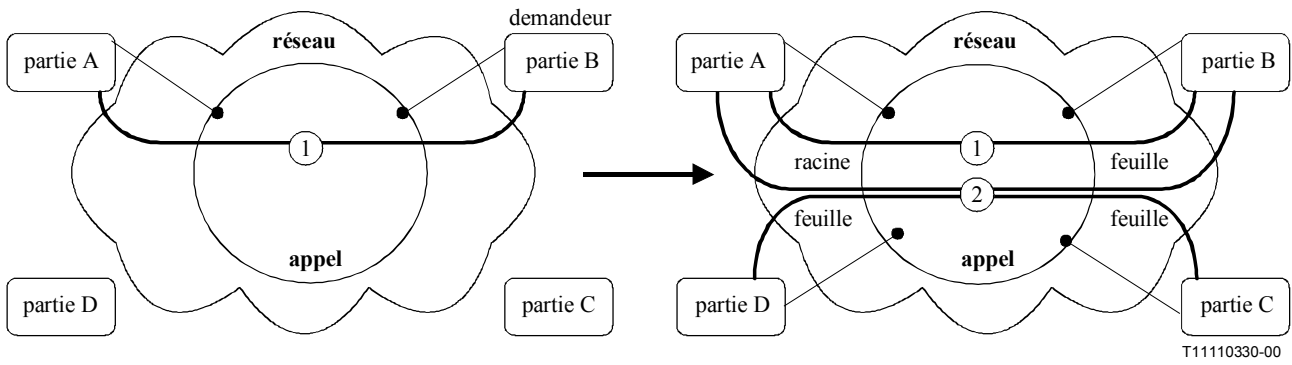 demandeur
partie A
réseau
partie B
1
appel
partie D
partie C
partie A
réseau
partie B
racine
1
feuille
2
feuille
feuille
appel
partie D
partie C
T11110330-00